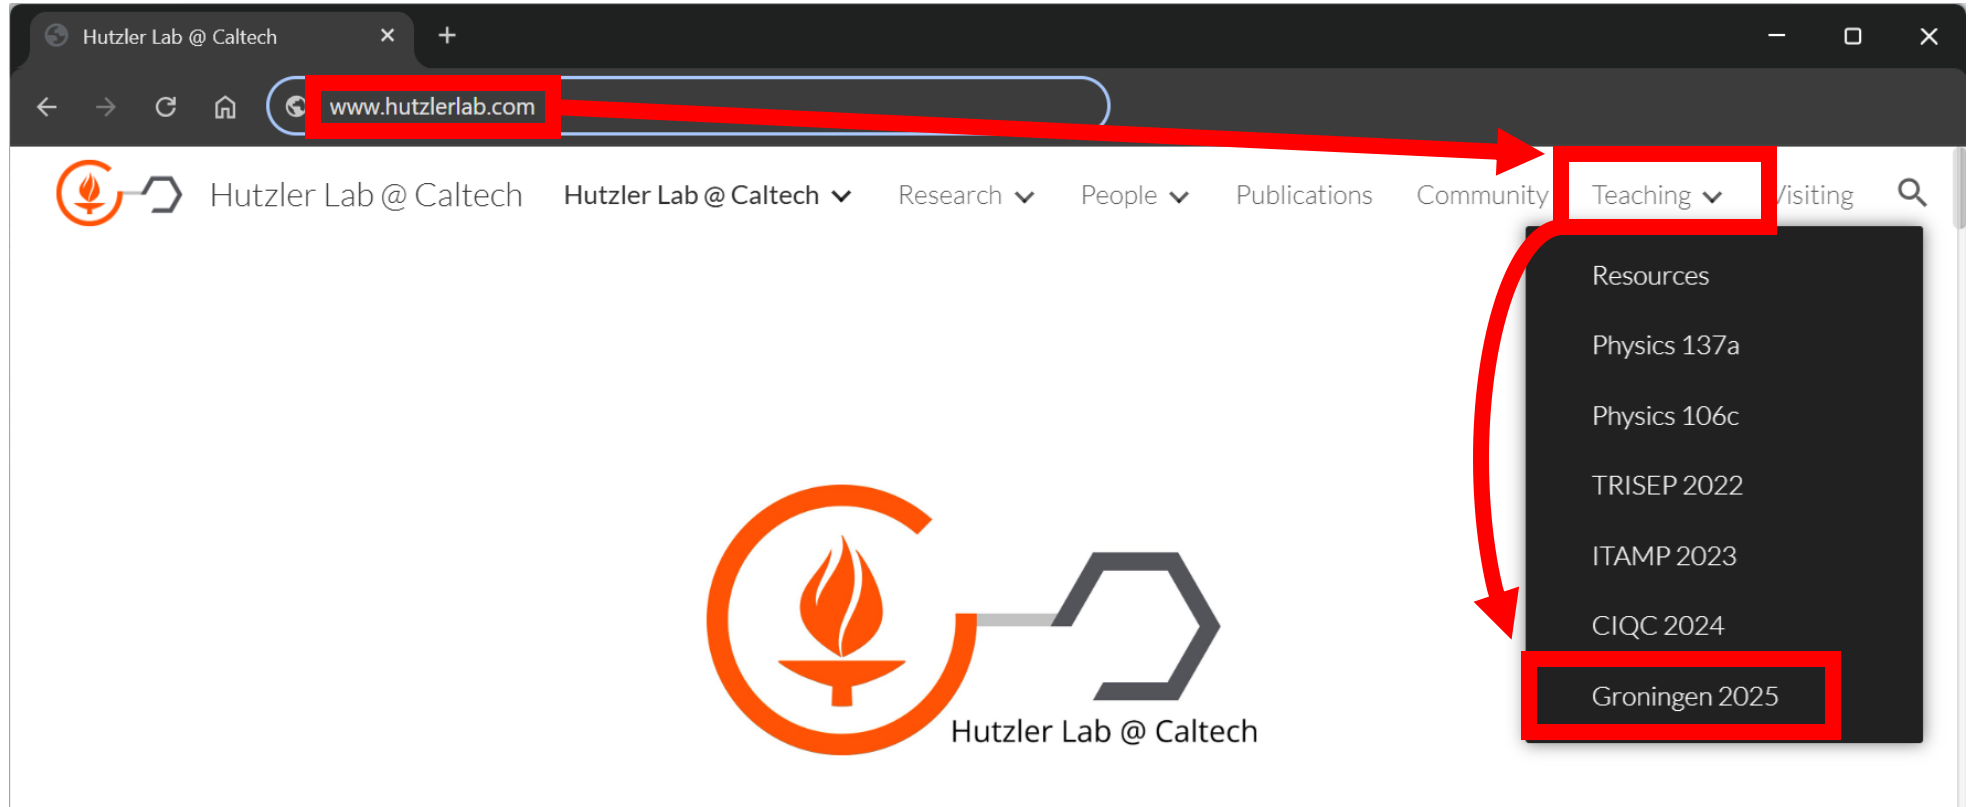 Hutzler Lab @ Caltech
www.hutzlerlab.com
Hutzler Lab @ Caltech Hutzler Lab @ Caltech Research People Publications Community Teaching Visiting
Resources
Physics 137a
Physics 106c
TRISEP 2022
ITAMP 2023
CIQC 2024
Groningen 2025
Hutzler Lab @ Caltech